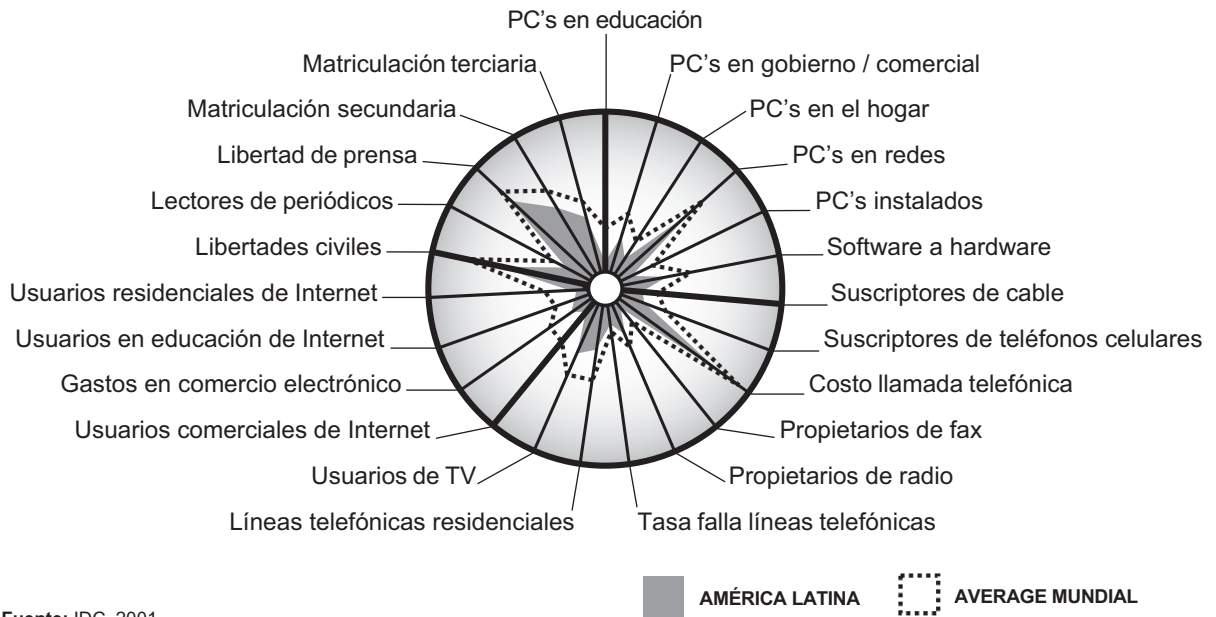 PC’s en educación
Matriculación terciaria
PC’s en gobierno / comercial
Matriculación secundaria
PC’s en el hogar
Libertad de prensa
PC’s en redes
Lectores de periódicos
PC’s instalados
Libertades civiles
Software a hardware
Usuarios residenciales de Internet
Suscriptores de cable
Usuarios en educación de Internet
Suscriptores de teléfonos celulares
Gastos en comercio electrónico
Costo llamada telefónica
Usuarios comerciales de Internet
Propietarios de fax
Usuarios de TV
Propietarios de radio
Líneas telefónicas residenciales
Tasa falla líneas telefónicas
AMÉRICA LATINA
AVERAGE MUNDIAL
Fuente: IDC, 2001